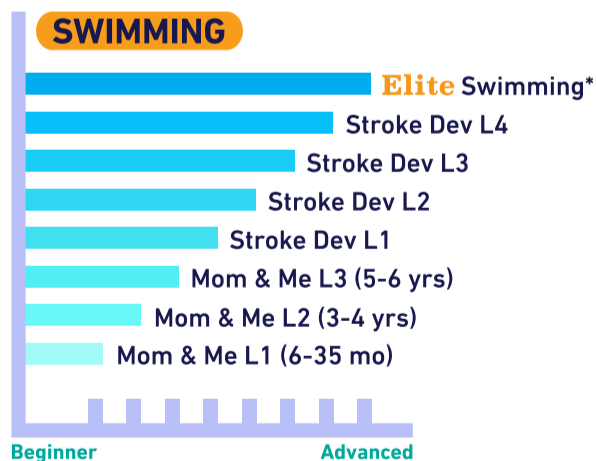 SWIMMING
Elite Swimming*
Stroke Dev L4
Stroke Dev L3
Stroke Dev L2
Stroke Dev L1
Mom & Me L3 (5-6 yrs)
Mom & Me L2 (3-4 yrs)
Mom & Me L1 (6-35 mo)
Beginner Advanced